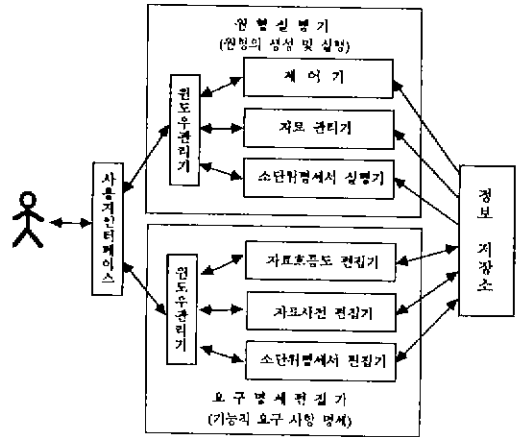 원형실행기
(원형의 생성 및 실행)
윈도우관리기
제 어 기
자료 관리기
소단위명세서 실행기
사용자인터페이스
정보 저장소
윈도우관리기
자료흐름도 편집기
자료사전 편집기
소단위명세서 편집기
요구명세편집기
(기능적 요구 사항 명세)